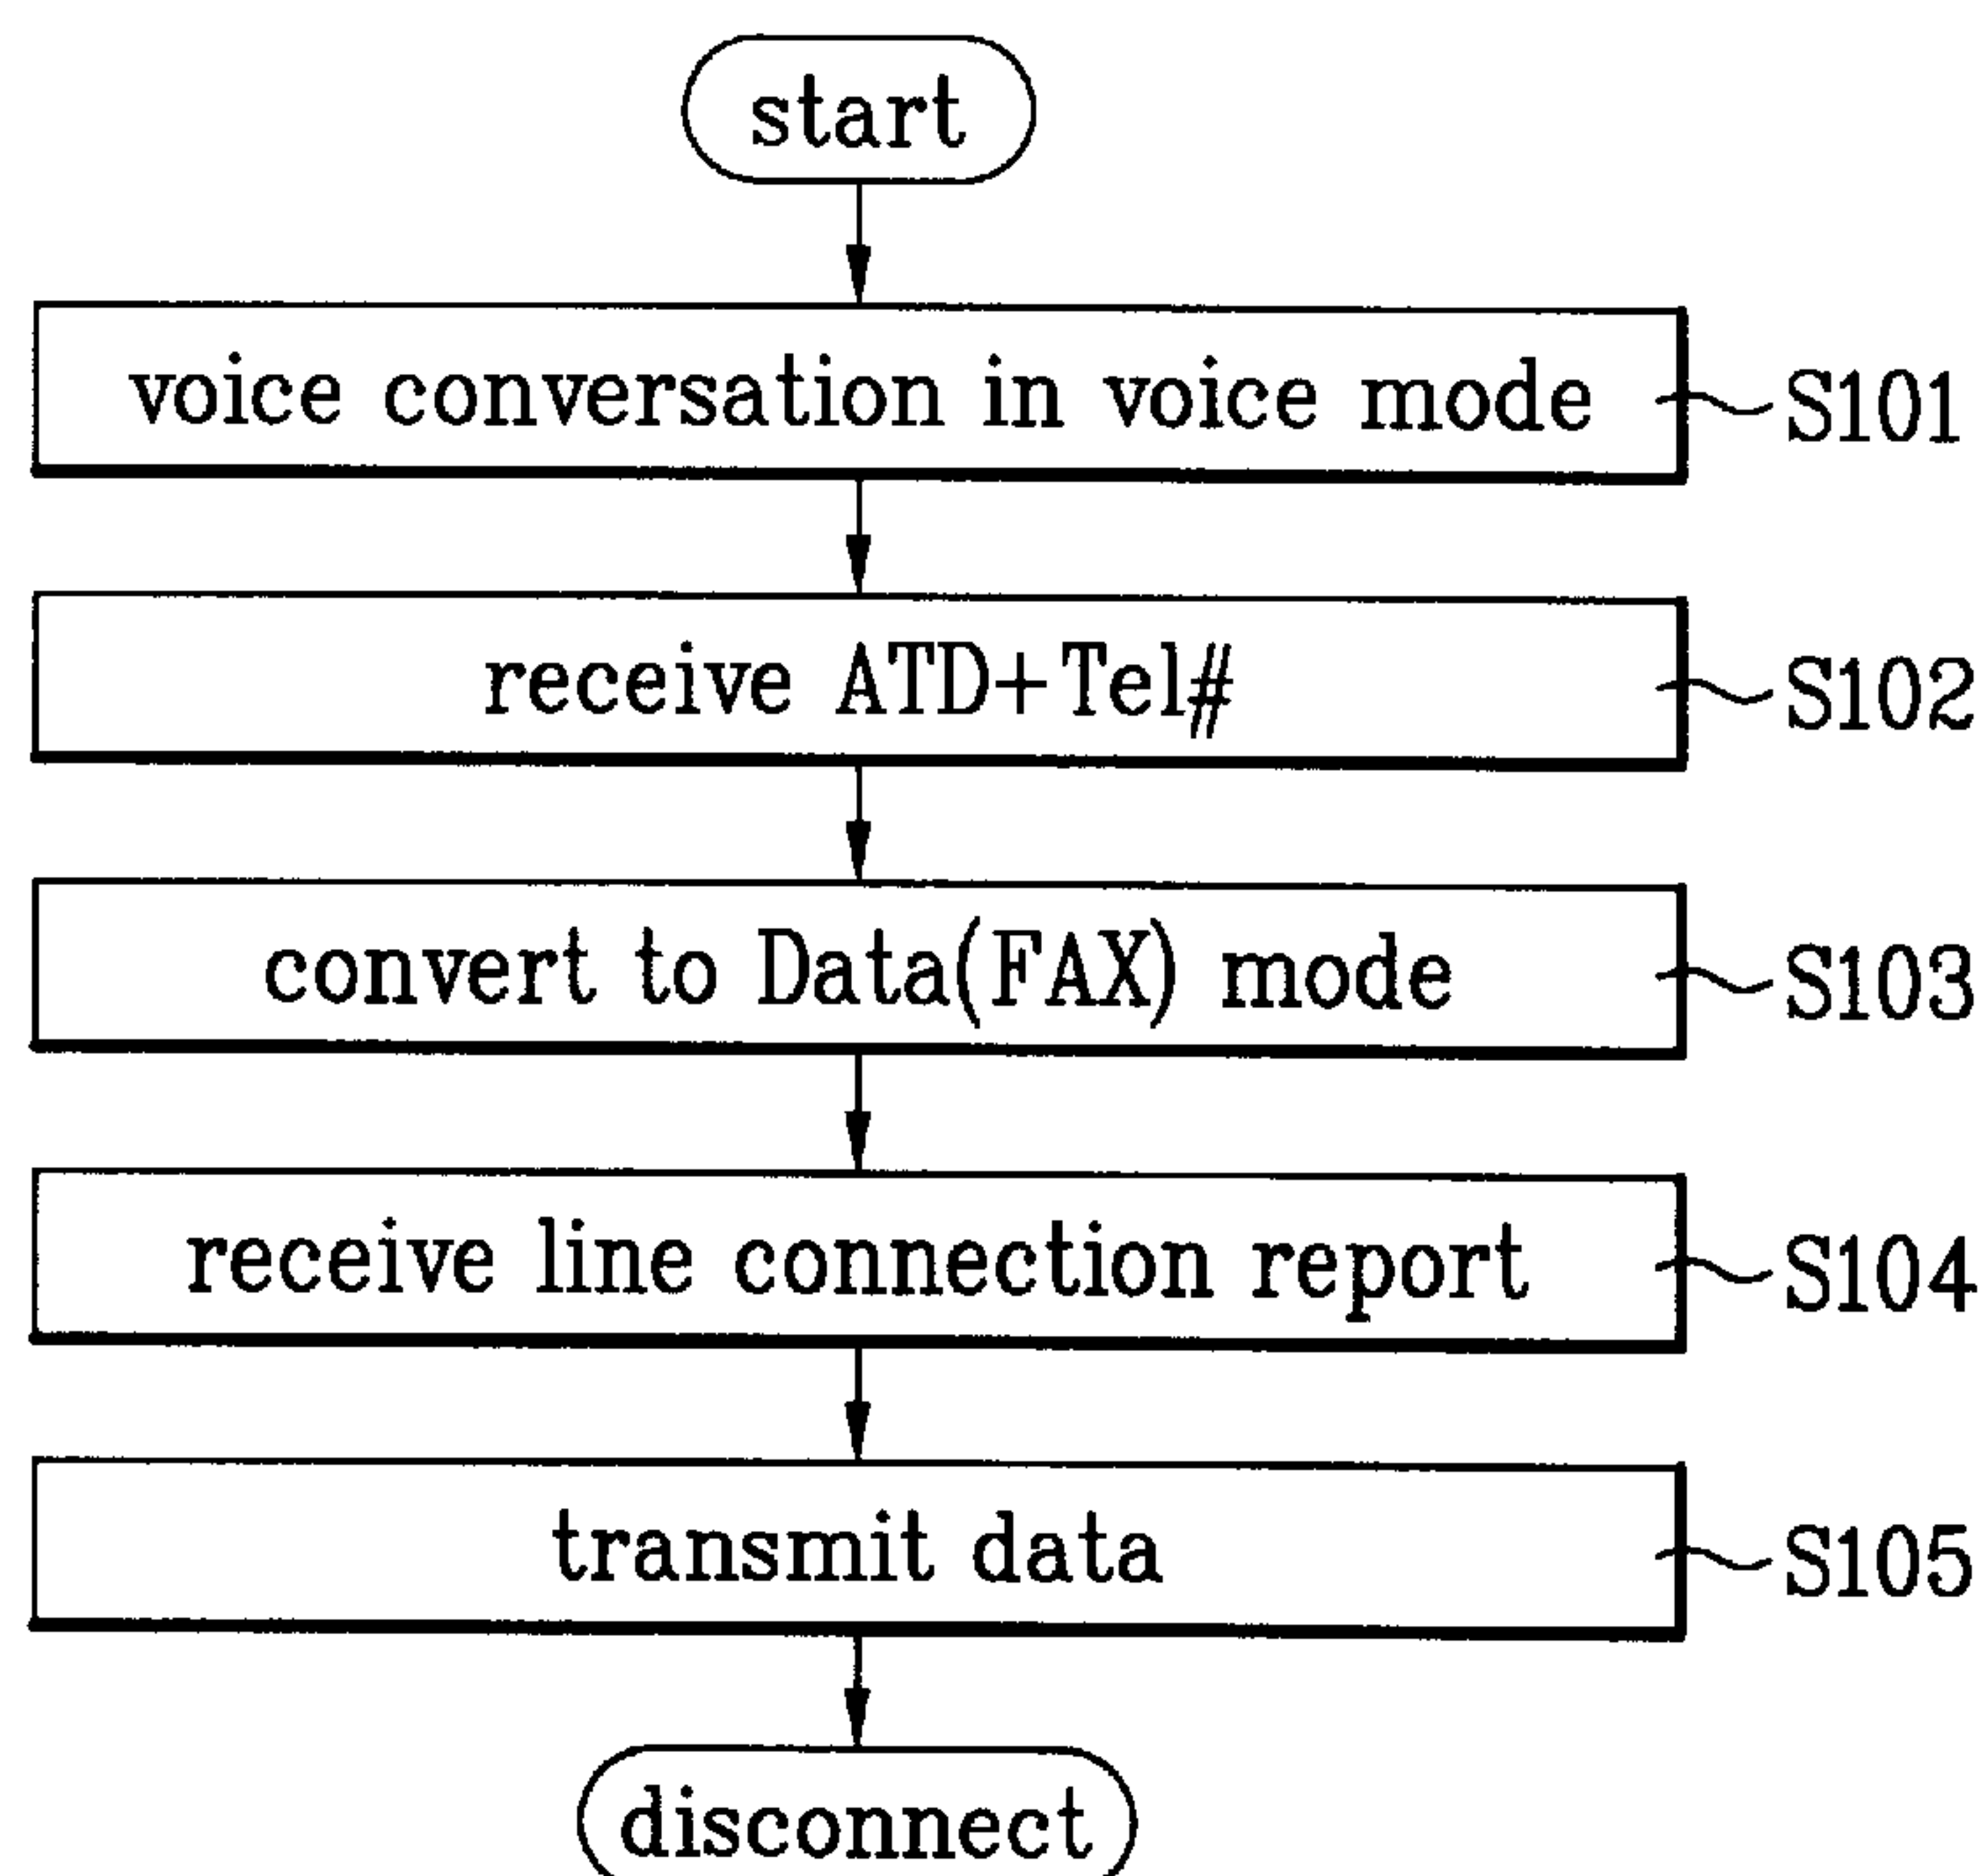 start
voice conversation in voice mode
S101
receive ATD+Tel#
S102
convert to Data(FAX) mode
S103
receive line connection report
S104
transmit data
S105
disconnect